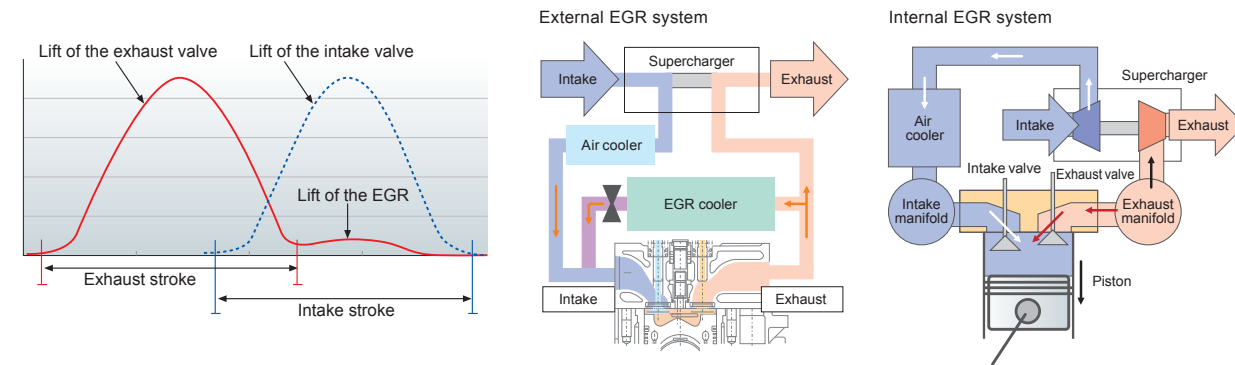 Lift of the exhaust valve
Lift of the intake valve
Lift of the EGR
Exhaust stroke
Intake stroke
External EGR system
Supercharger
Intake
Exhaust
Air cooler
EGR cooler
Intake
Exhaust
Internal EGR system
Supercharger
Air
cooler
Intake
Exhaust
Intake valve
Exhaust valve
Intake
manifold
Exhaust
manifold
Piston